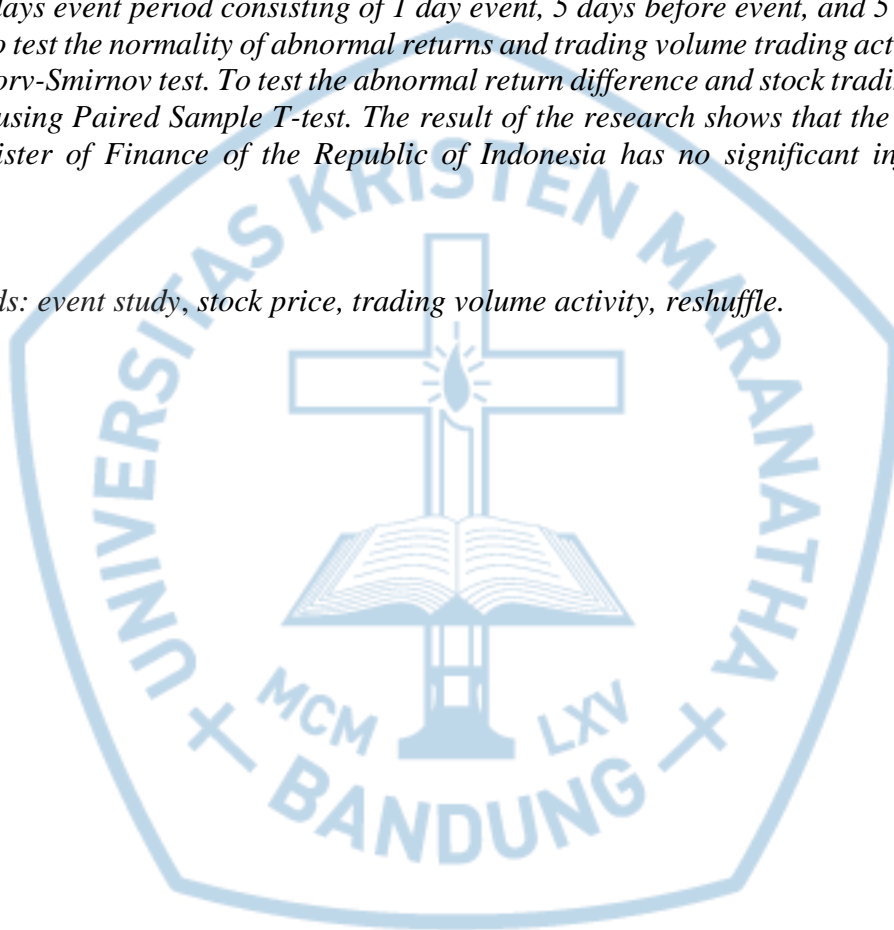 days event period consisting of 1 day event, 5 days before event, and 5
to test the normality of abnormal returns and trading volume trading act
orv-Smirnov test. To test the abnormal return difference and stock tradin
using Paired Sample T-test. The result of the research shows that the
ister of Finance of the Republic of Indonesia has no significant in
ds: event study, stock price, trading volume activity, reshuffle.
UNIVERSITAS KRISTEN MARANATHA
MCM LXV
BANDUNG